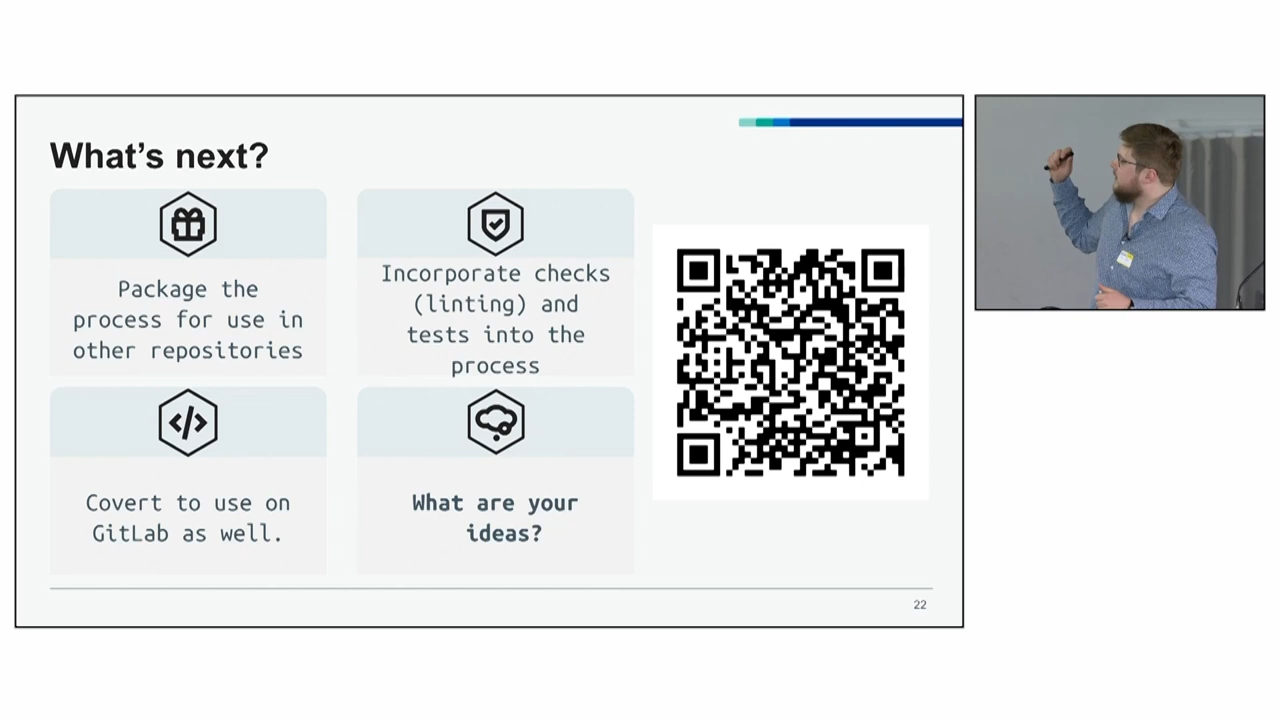 What's next?
Package the
process for use in
other repositories
Incorporate checks
(linting) and
tests into the
process
Covert to use on
GitLab as well.
What are your
ideas?
22